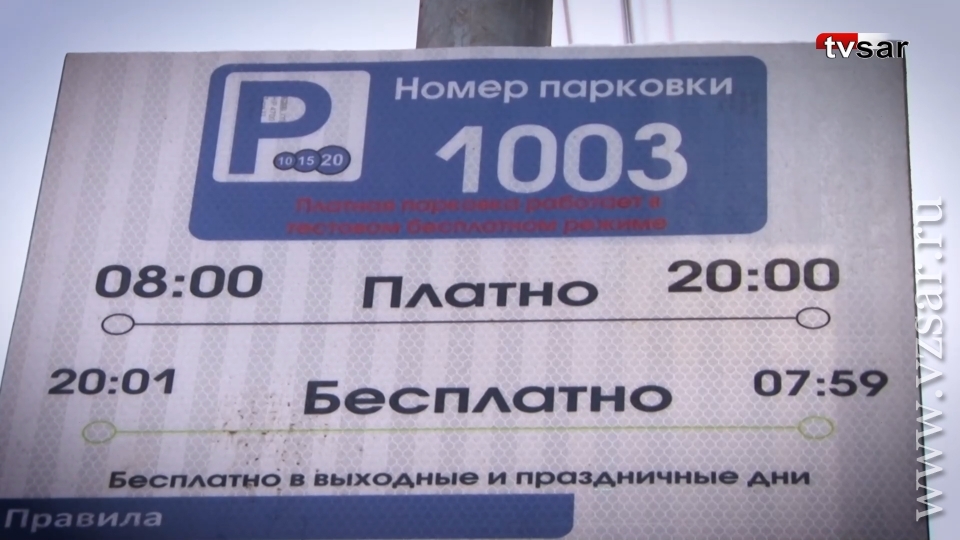 tvsar
Номер парковки
P
10 15 20
1003
Платная парковка работает в
тестовом бесплатном режиме
08:00 Платно 20:00
20:01 Бесплатно 07:59
Бесплатно в выходные и праздничные дни
Правила
www.vzsar.ru